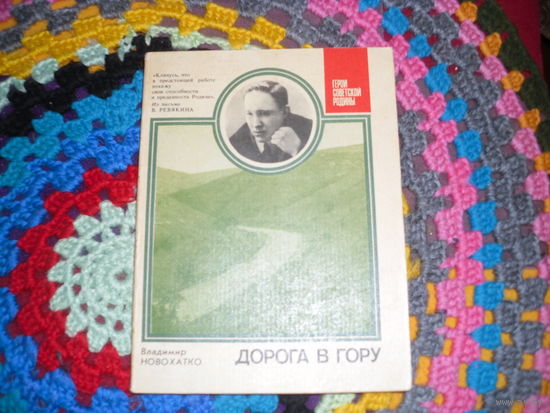 «Клянусь, что
в предстоящей работе
покажу
свои способности
и преданность Родине».
Из письма
В. РЕВЯКИНА
ГЕРОИ
СОВЕТСКОЙ
РОДИНЫ
Владимир
НОВОХАТКО
ДОРОГА В ГОРУ